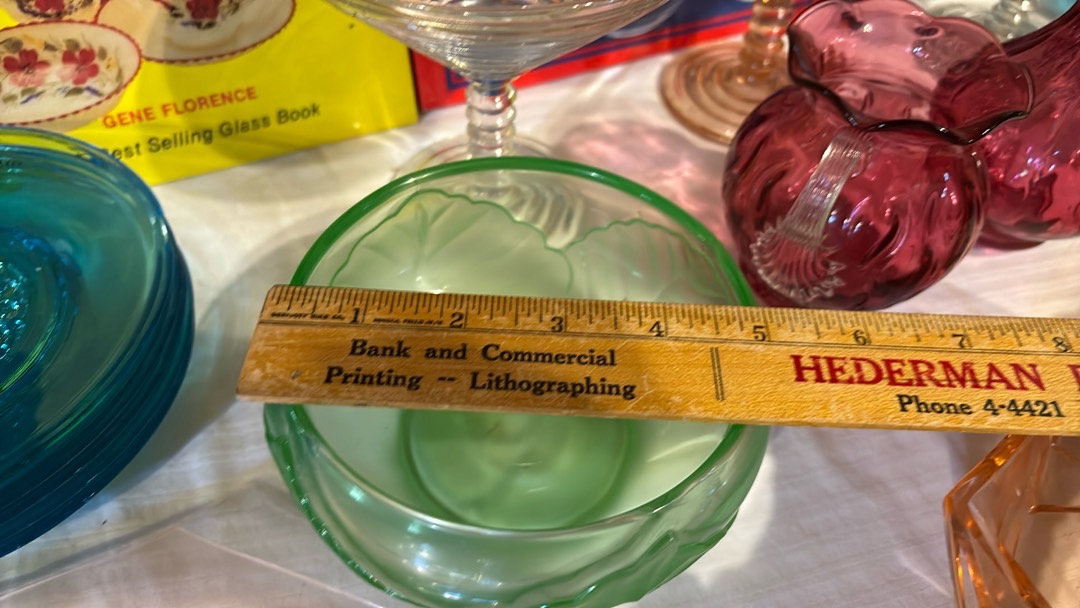 GENE FLORENCE
Best Selling Glass Book
1 2 3 4 5 6 7 8
Bank and Commercial
Printing -- Lithographing
HEDERMAN
Phone 4-4421